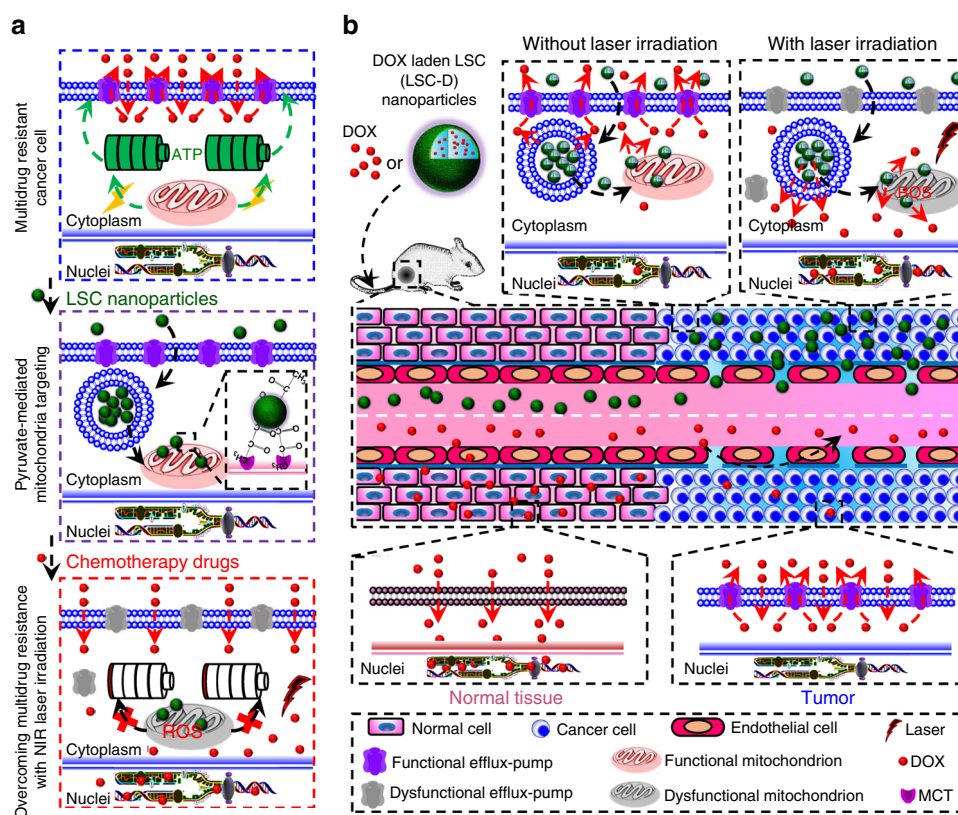 a
Multidrug resistant
cancer cell
ATP
Cytoplasm
Nuclei
LSC nanoparticles
Pyruvate-mediated
mitochondria targeting
CH3
O
C
O
O
O
O
CH3
CH3
Cytoplasm
Nuclei
Chemotherapy drugs
Overcoming multidrug resistance
with NIR laser irradiation
ROS
Cytoplasm
Nuclei
b
DOX laden LSC
(LSC-D)
nanoparticles
DOX
or
Without laser irradiation
Cytoplasm
Nuclei
With laser irradiation
ROS
Cytoplasm
Nuclei
Nuclei
Normal tissue
Nuclei
Tumor
Normal cell
Cancer cell
Endothelial cell
Laser
Functional efflux-pump
Functional mitochondrion
DOX
Dysfunctional efflux-pump
Dysfunctional mitochondrion
MCT